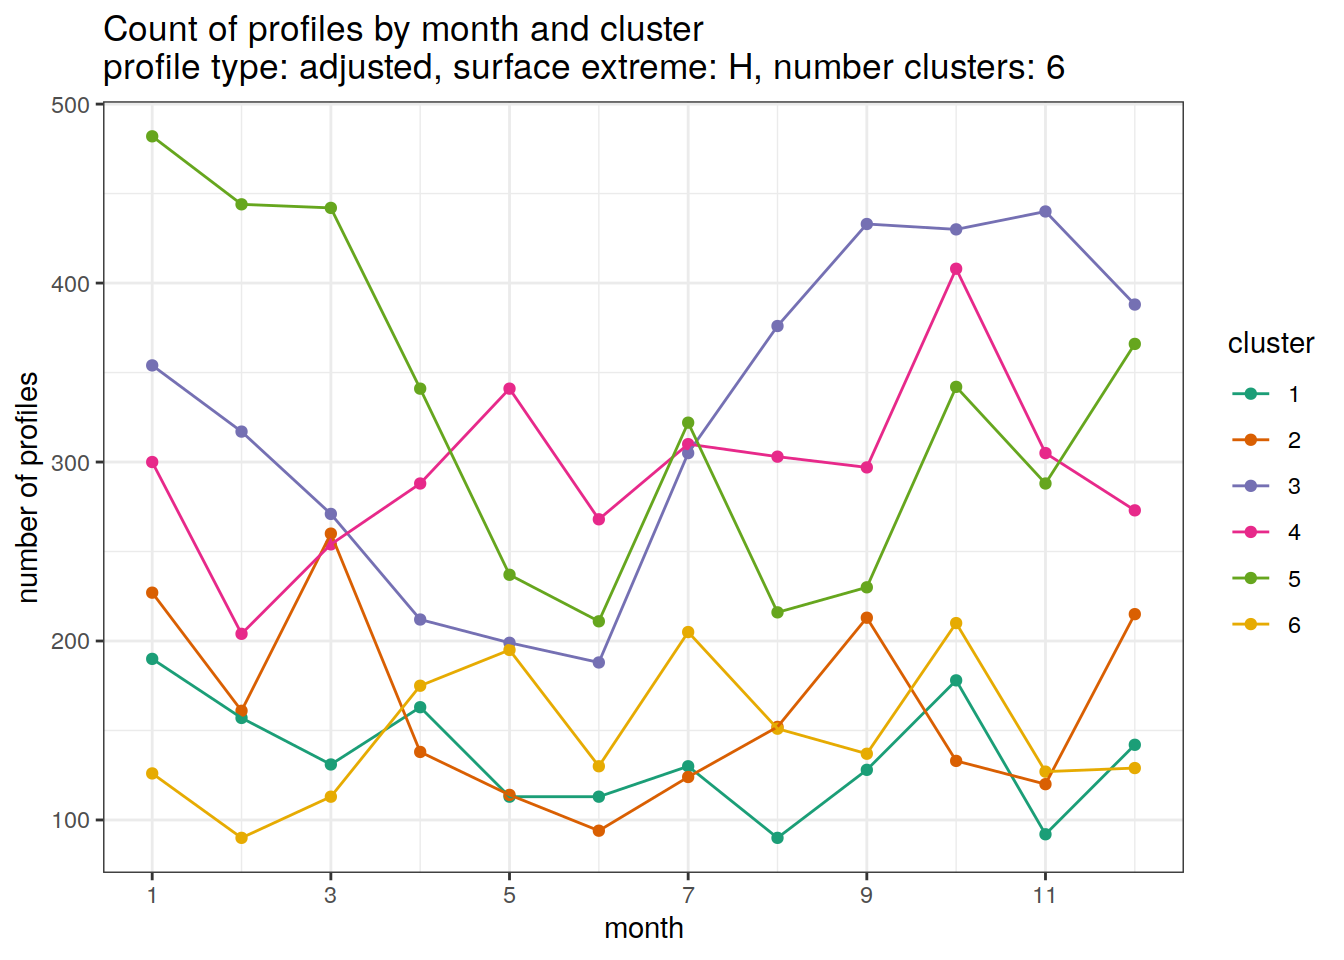 Count of profiles by month and cluster
profile type: adjusted, surface extreme: H, number clusters: 6
500
400
300
200
100
number of profiles
1 3 5 7 9 11
month
cluster
1
2
3
4
5
6